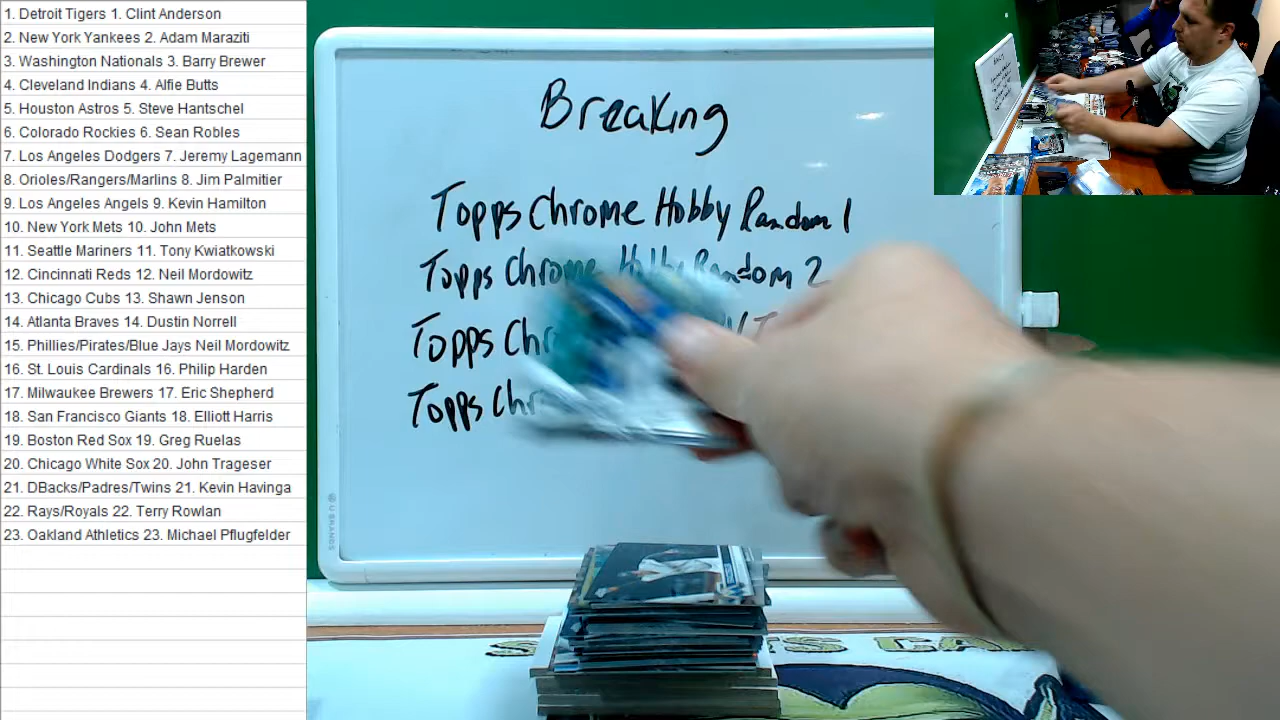 1. Detroit Tigers 1. Clint Anderson
2. New York Yankees 2. Adam Maraziti
3. Washington Nationals 3. Barry Brewer
4. Cleveland Indians 4. Alfie Butts
5. Houston Astros 5. Steve Hantschel
6. Colorado Rockies 6. Sean Robles
7. Los Angeles Dodgers 7. Jeremy Lagemann
8. Orioles/Rangers/Marlins 8. Jim Palmitier
9. Los Angeles Angels 9. Kevin Hamilton
10. New York Mets 10. John Mets
11. Seattle Mariners 11. Tony Kwiatkowski
12. Cincinnati Reds 12. Neil Mordowitz
13. Chicago Cubs 13. Shawn Jenson
14. Atlanta Braves 14. Dustin Norrell
15. Phillies/Pirates/Blue Jays Neil Mordowitz
16. St. Louis Cardinals 16. Philip Harden
17. Milwaukee Brewers 17. Eric Shepherd
18. San Francisco Giants 18. Elliott Harris
19. Boston Red Sox 19. Greg Ruelas
20. Chicago White Sox 20. John Trageser
21. DBacks/Padres/Twins 21. Kevin Havinga
22. Rays/Royals 22. Terry Rowlan
23. Oakland Athletics 23. Michael Pflugfelder
Breaking
Topps Chrome Hobby Random 1
Topps Chrome Hobby Random 2
Topps Chr
Topps Chr